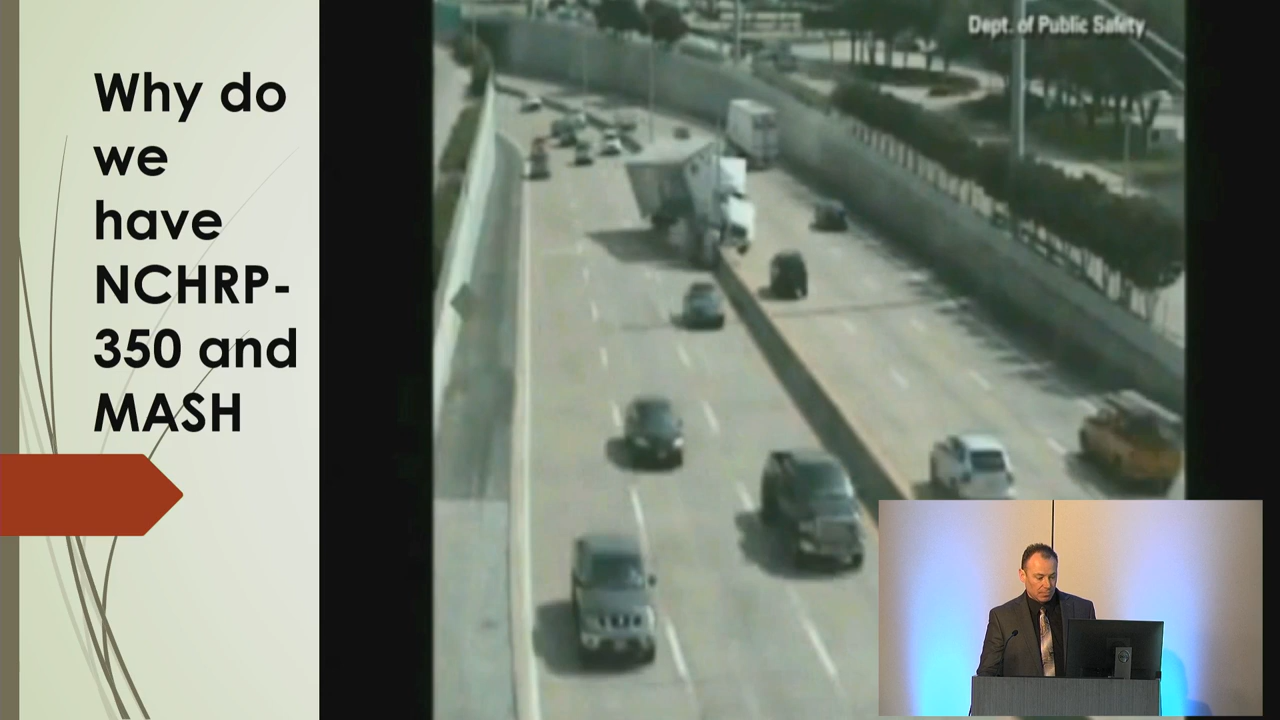 Why do
we
have
NCHRP-
350 and
MASH
Dept. of Public Safety